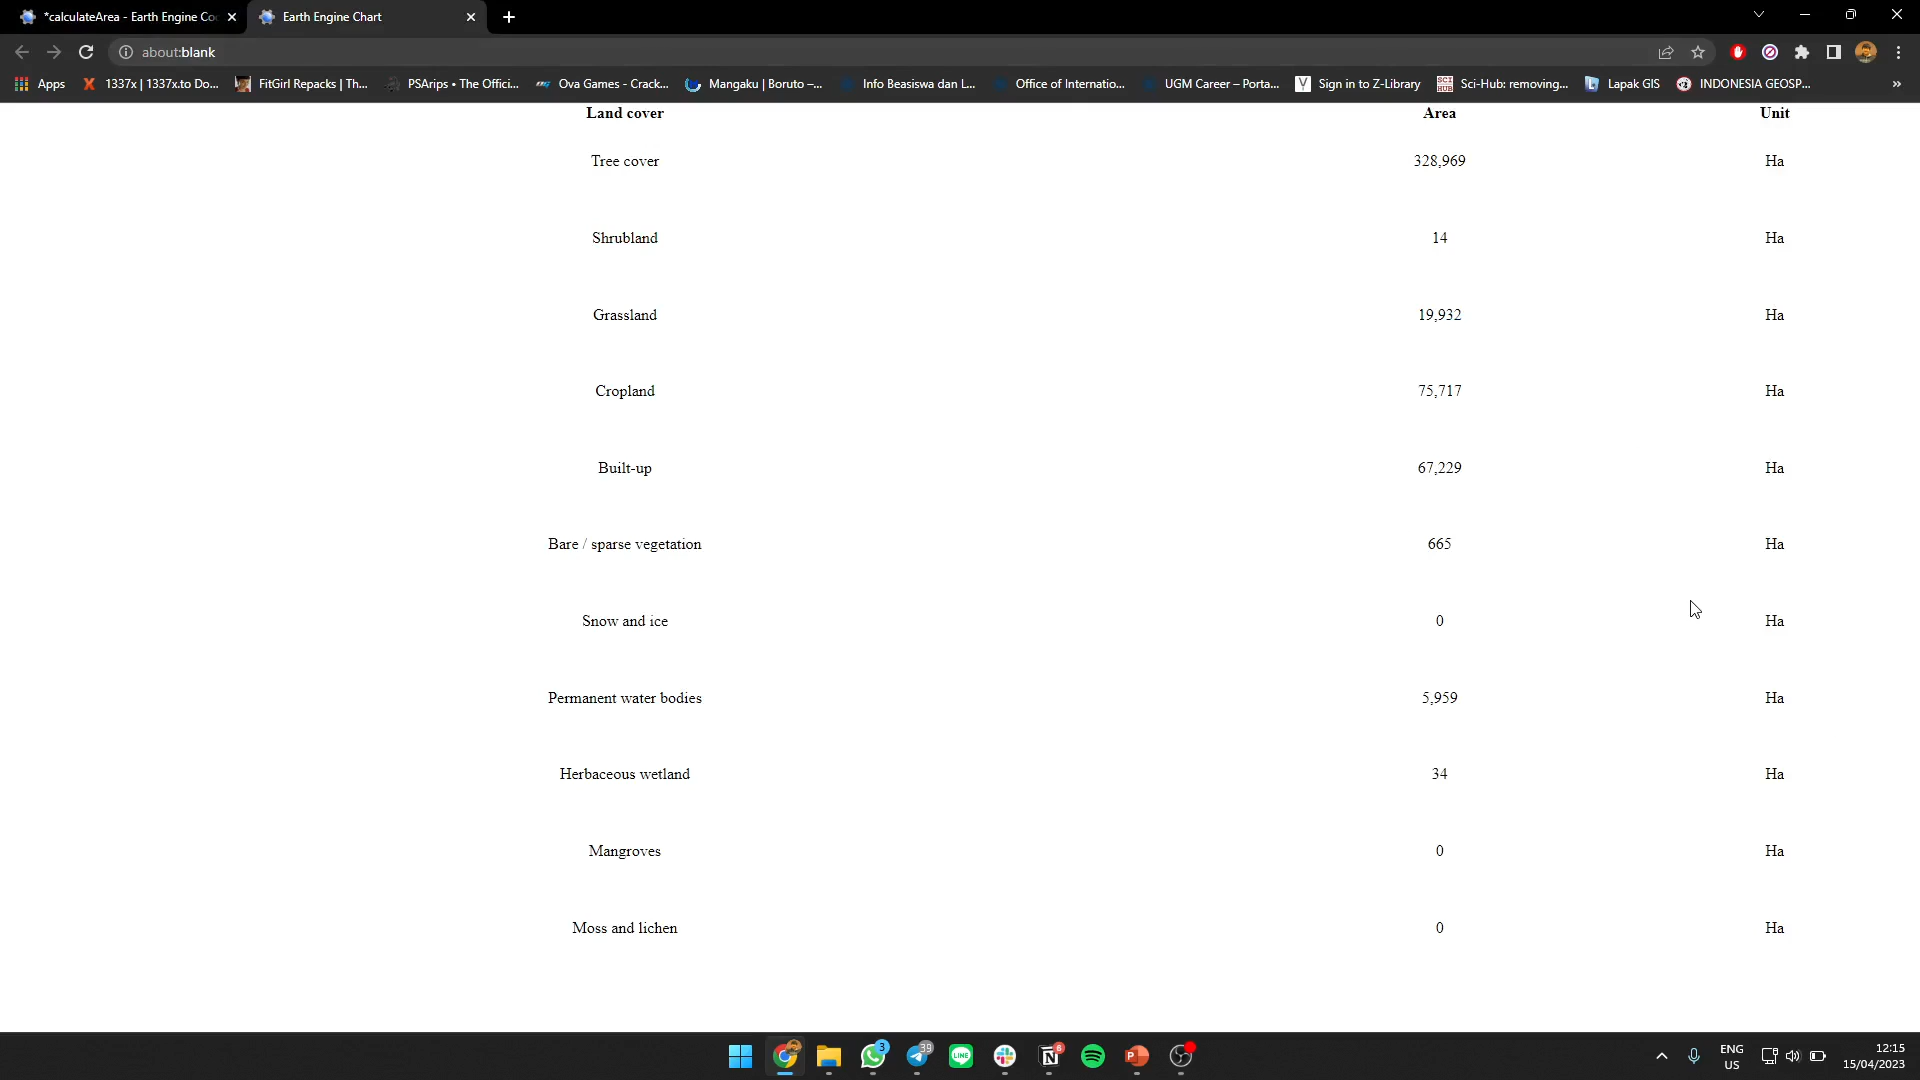 *calculateArea - Earth Engine Co
Earth Engine Chart
about:blank
Apps
1337x | 1337x.to Do...
FitGirl Repacks | Th...
PSArips • The Offici...
Ova Games - Crack...
Mangaku | Boruto –...
Info Beasiswa dan L...
Office of Internatio...
UGM Career – Porta...
Sign in to Z-Library
Sci-Hub: removing...
Lapak GIS
INDONESIA GEOSP...
Land cover Area Unit
Tree cover 328,969 Ha
Shrubland 14 Ha
Grassland 19,932 Ha
Cropland 75,717 Ha
Built-up 67,229 Ha
Bare / sparse vegetation 665 Ha
Snow and ice 0 Ha
Permanent water bodies 5,959 Ha
Herbaceous wetland 34 Ha
Mangroves 0 Ha
Moss and lichen 0 Ha
3
39
LINE
6
ENG
US
12:15
15/04/2023